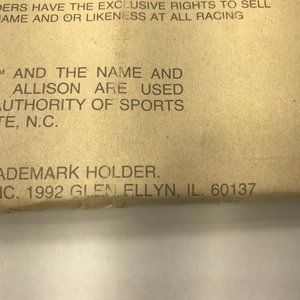 DERS HAVE THE EXCLUSIVE RIGHTS TO SELL
NAME AND OR LIKENESS AT ALL RACING
™ AND THE NAME AND
ALLISON ARE USED
AUTHORITY OF SPORTS
TE, N.C.
ADEMARK HOLDER.
NC. 1992 GLEN ELLYN, IL. 60137